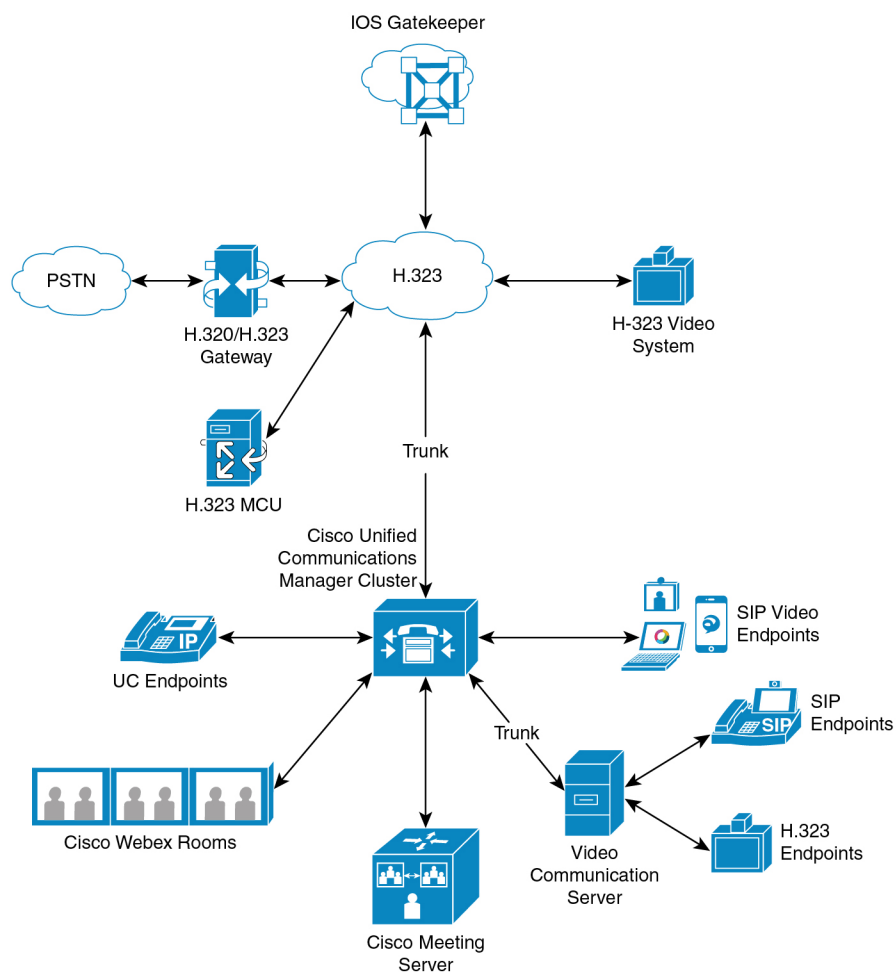 IOS Gatekeeper
PSTN
H.323
H.320/H.323
Gateway
H-323 Video
System
H.323 MCU
Trunk
Cisco Unified
Communications
Manager Cluster
IP
UC Endpoints
SIP Video
Endpoints
Trunk
SIP
SIP
Endpoints
Cisco Webex Rooms
Video
Communication
Server
H.323
Endpoints
Cisco Meeting
Server